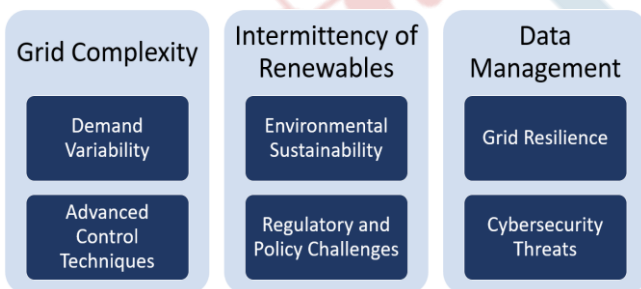 Grid Complexity
Demand
Variability
Advanced
Control
Techniques
Intermittency of
Renewables
Environmental
Sustainability
Regulatory and
Policy Challenges
Data
Management
Grid Resilience
Cybersecurity
Threats